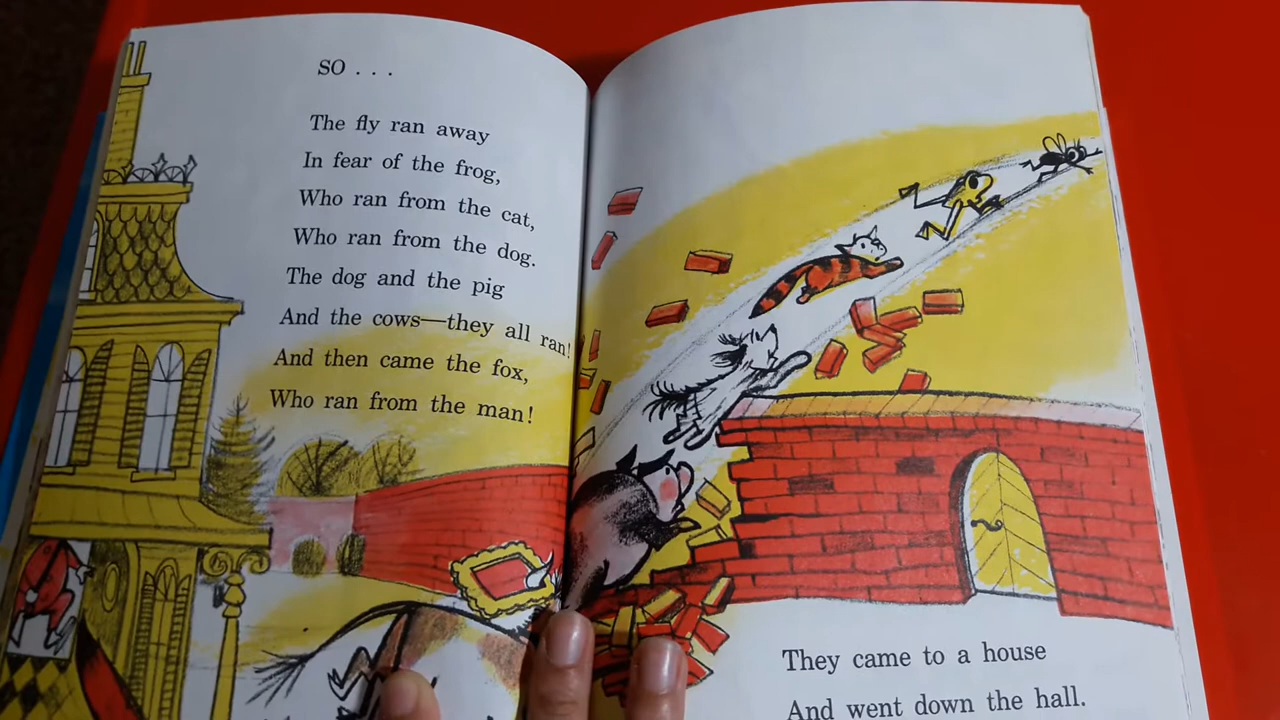 SO . . .
The fly ran away
In fear of the frog,
Who ran from the cat,
Who ran from the dog.
The dog and the pig
And the cows—they all ran!
And then came the fox,
Who ran from the man!
They came to a house
And went down the hall.